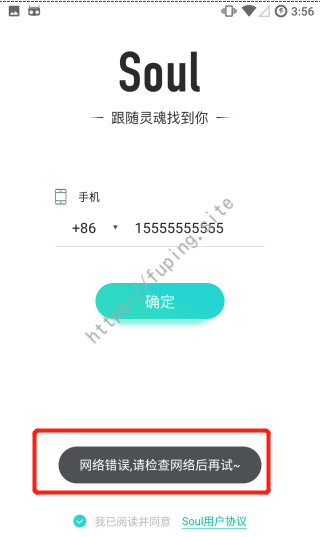 3:56
Soul
跟随灵魂找到你
手机
+86 15555555555
https://fuping.site
确定
网络错误,请检查网络后再试~
我已阅读并同意 Soul用户协议